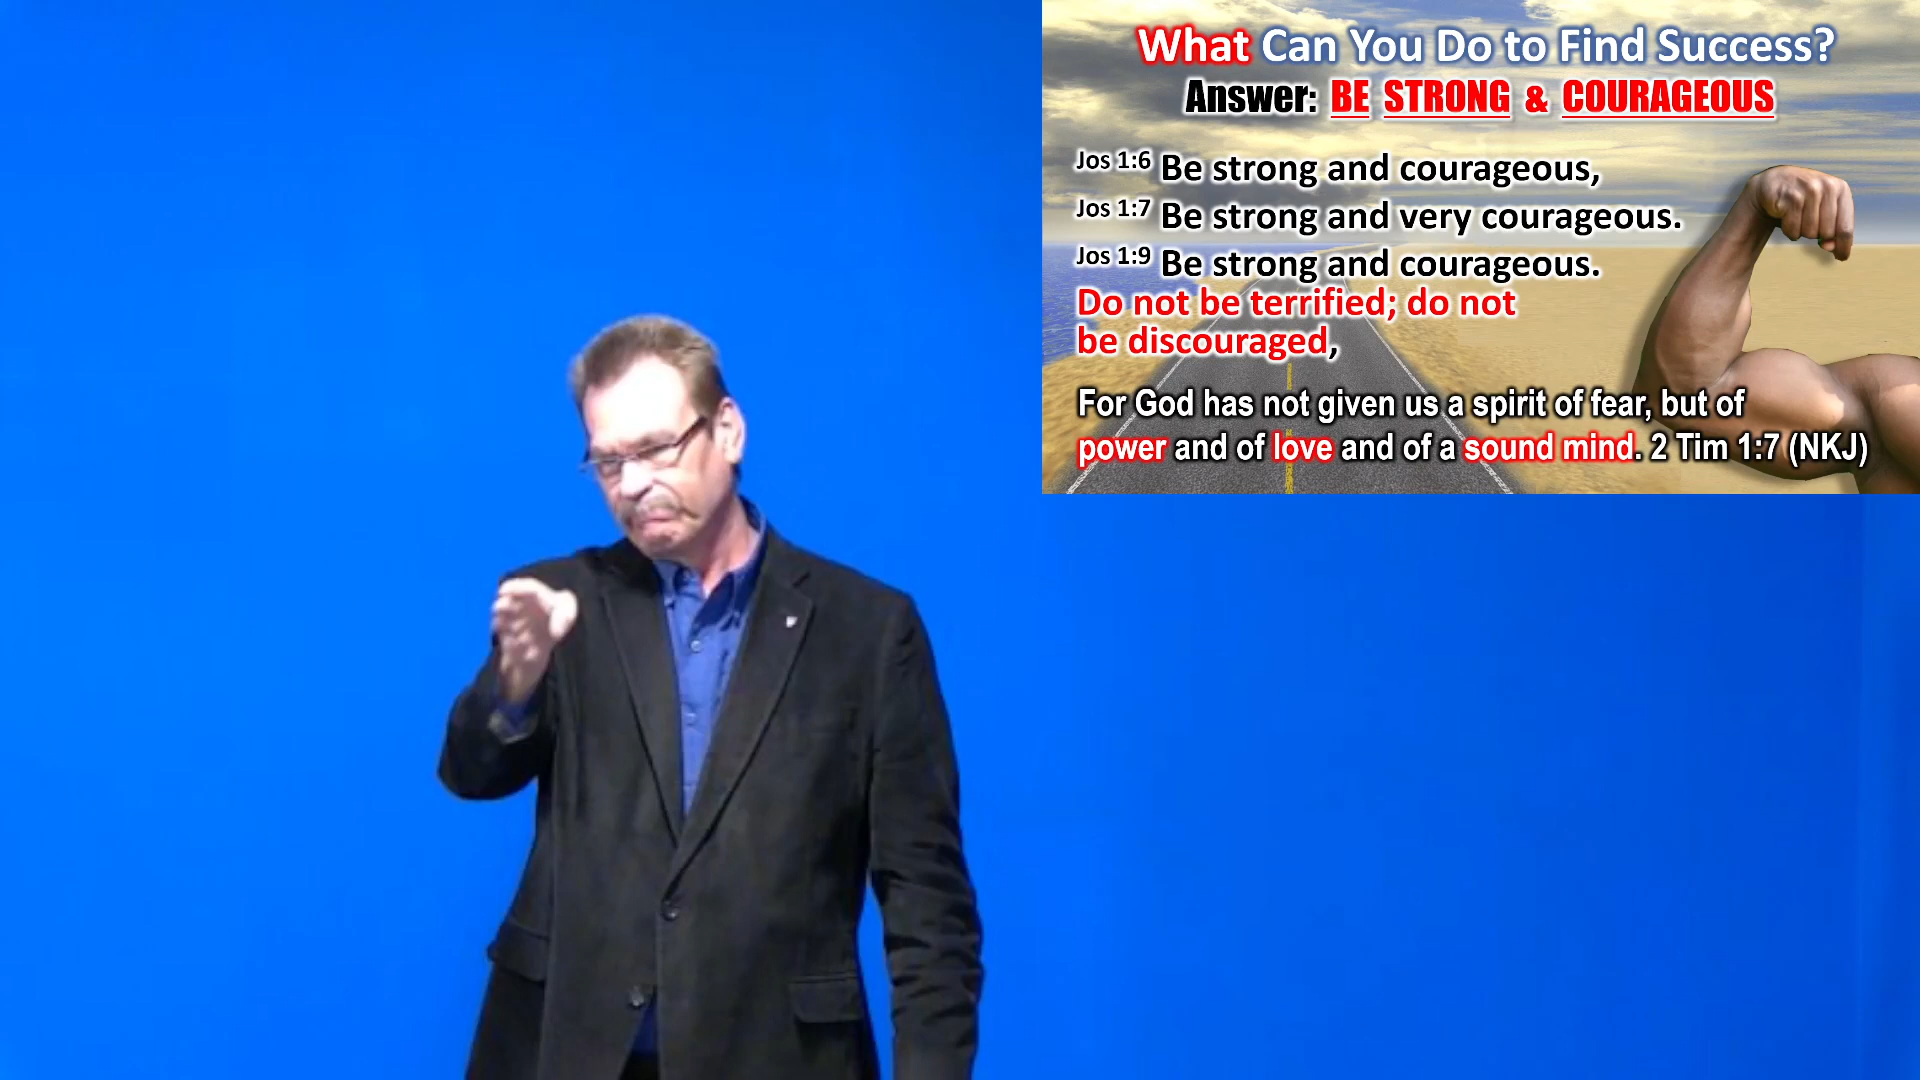 What Can You Do to Find Success?
Answer: BE STRONG & COURAGEOUS
Jos 1:6 Be strong and courageous,
Jos 1:7 Be strong and very courageous.
Jos 1:9 Be strong and courageous.
Do not be terrified; do not
be discouraged,
For God has not given us a spirit of fear, but of
power and of love and of a sound mind. 2 Tim 1:7 (NKJ)